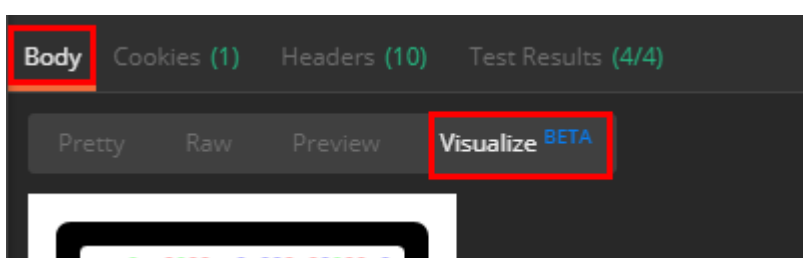 Body Cookies (1) Headers (10) Test Results (4/4)
Pretty Raw Preview Visualize BETA